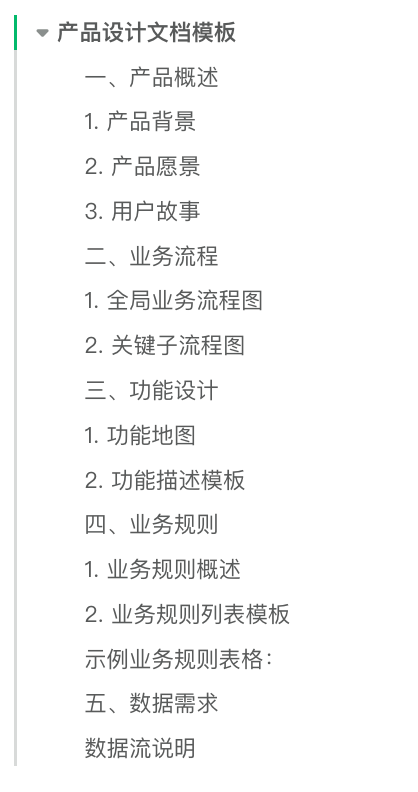 产品设计文档模板
一、产品概述
1. 产品背景
2. 产品愿景
3. 用户故事
二、业务流程
1. 全局业务流程图
2. 关键子流程图
三、功能设计
1. 功能地图
2. 功能描述模板
四、业务规则
1. 业务规则概述
2. 业务规则列表模板
示例业务规则表格：
五、数据需求
数据流说明